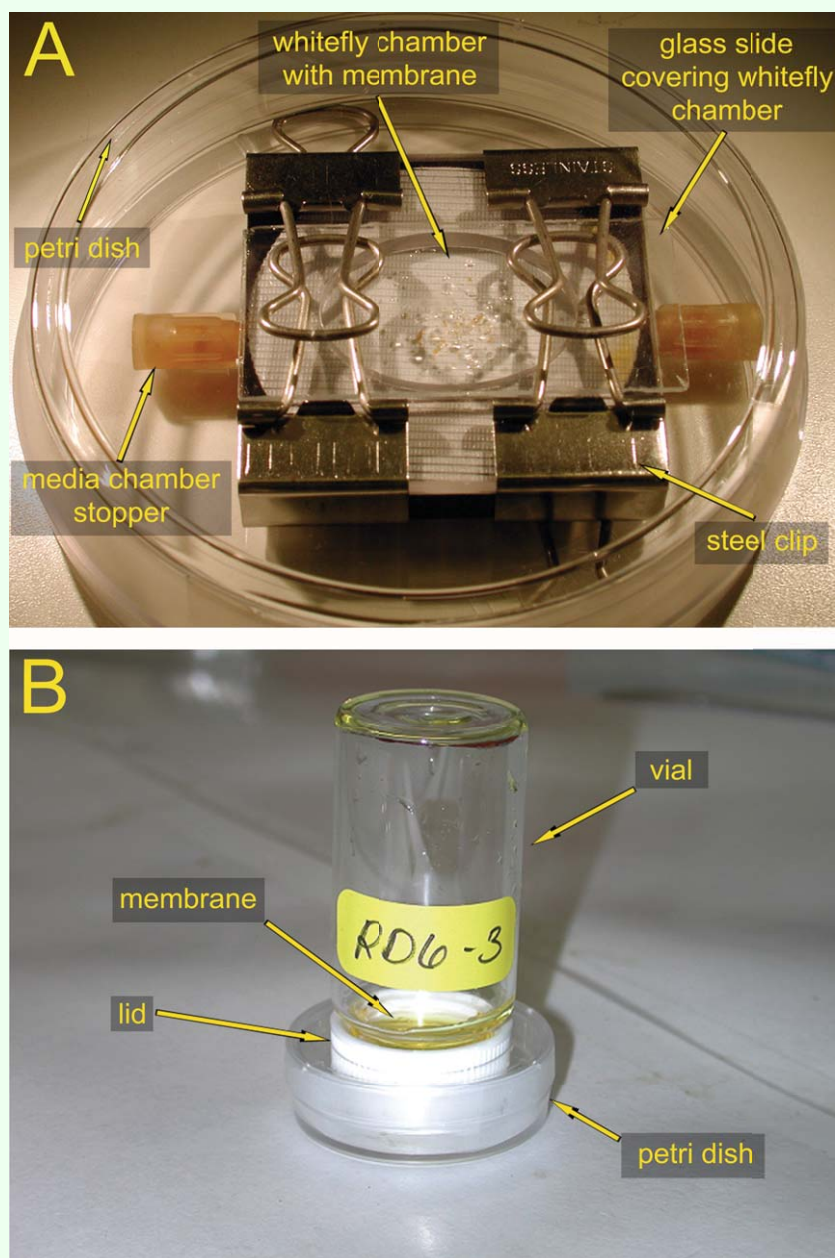 A
whitefly chamber
with membrane
glass slide
covering whitefly
chamber
STAINLESS
petri dish
media chamber
stopper
steel clip
B
vial
membrane
RD6-3
lid
petri dish